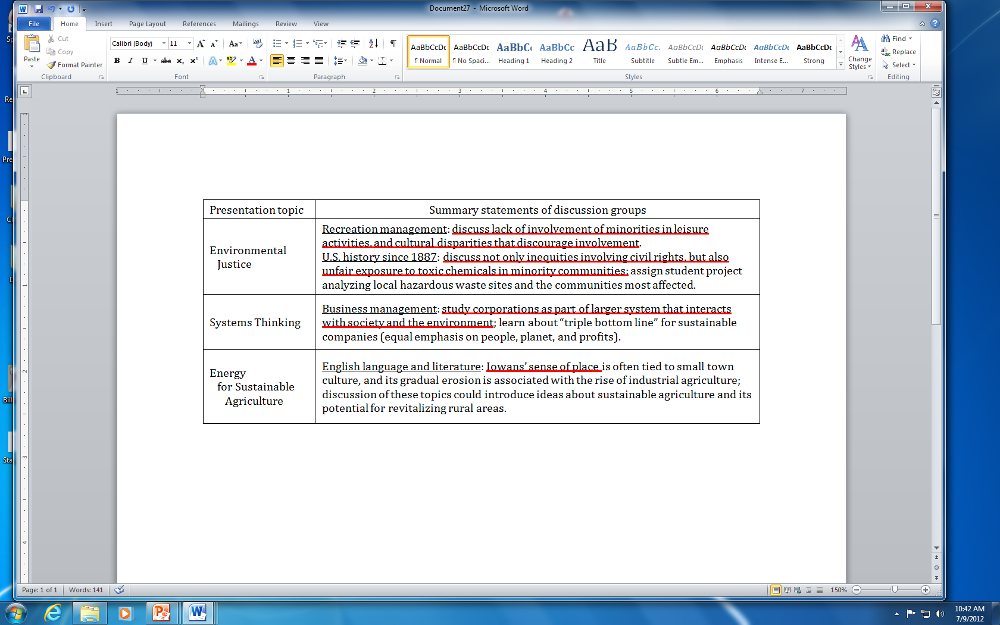 Document27 - Microsoft Word
File Home Insert Page Layout References Mailings Review View
Paste
Cut
Copy
Format Painter
Clipboard
Calibri (Body) 11
Font
Paragraph
AaBbCcDc AaBbCcDc AaBbC AaBbCc AaB AaBbCc. AaBbCcDc AaBbCcDc AaBbCcDc AaBbCcDc
¶ Normal ¶ No Spaci... Heading 1 Heading 2 Title Subtitle Subtle Em... Emphasis Intense E... Strong
Styles
Change
Styles
Find
Replace
Select
Editing
1 1 2 3 4 5 6 7
Presentation topic
Summary statements of discussion groups
Environmental
Justice
Recreation management: discuss lack of involvement of minorities in leisure
activities, and cultural disparities that discourage involvement.
U.S. history since 1887: discuss not only inequities involving civil rights, but also
unfair exposure to toxic chemicals in minority communities; assign student project
analyzing local hazardous waste sites and the communities most affected.
Systems Thinking
Business management: study corporations as part of larger system that interacts
with society and the environment; learn about “triple bottom line” for sustainable
companies (equal emphasis on people, planet, and profits).
Energy
for Sustainable
Agriculture
English language and literature: Iowans’ sense of place is often tied to small town
culture, and its gradual erosion is associated with the rise of industrial agriculture;
discussion of these topics could introduce ideas about sustainable agriculture and its
potential for revitalizing rural areas.
Page: 1 of 1 Words: 141
150%
10:42 AM
7/9/2012